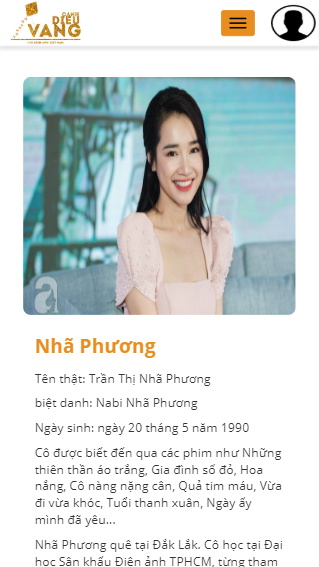 CÁNH
DIỀU
VÀNG
Nhã Phương
Tên thật: Trần Thị Nhã Phương
biệt danh: Nabi Nhã Phương
Ngày sinh: ngày 20 tháng 5 năm 1990
Cô được biết đến qua các phim như Những
thiên thần áo trắng, Gia đình số đỏ, Hoa
nắng, Cô nàng nặng cân, Quả tim máu, Vừa
đi vừa khóc, Tuổi thanh xuân, Ngày ấy
mình đã yêu...
Nhã Phương quê tại Đắk Lắk. Cô học tại Đại
học Sân khấu Điện ảnh TPHCM, từng tham